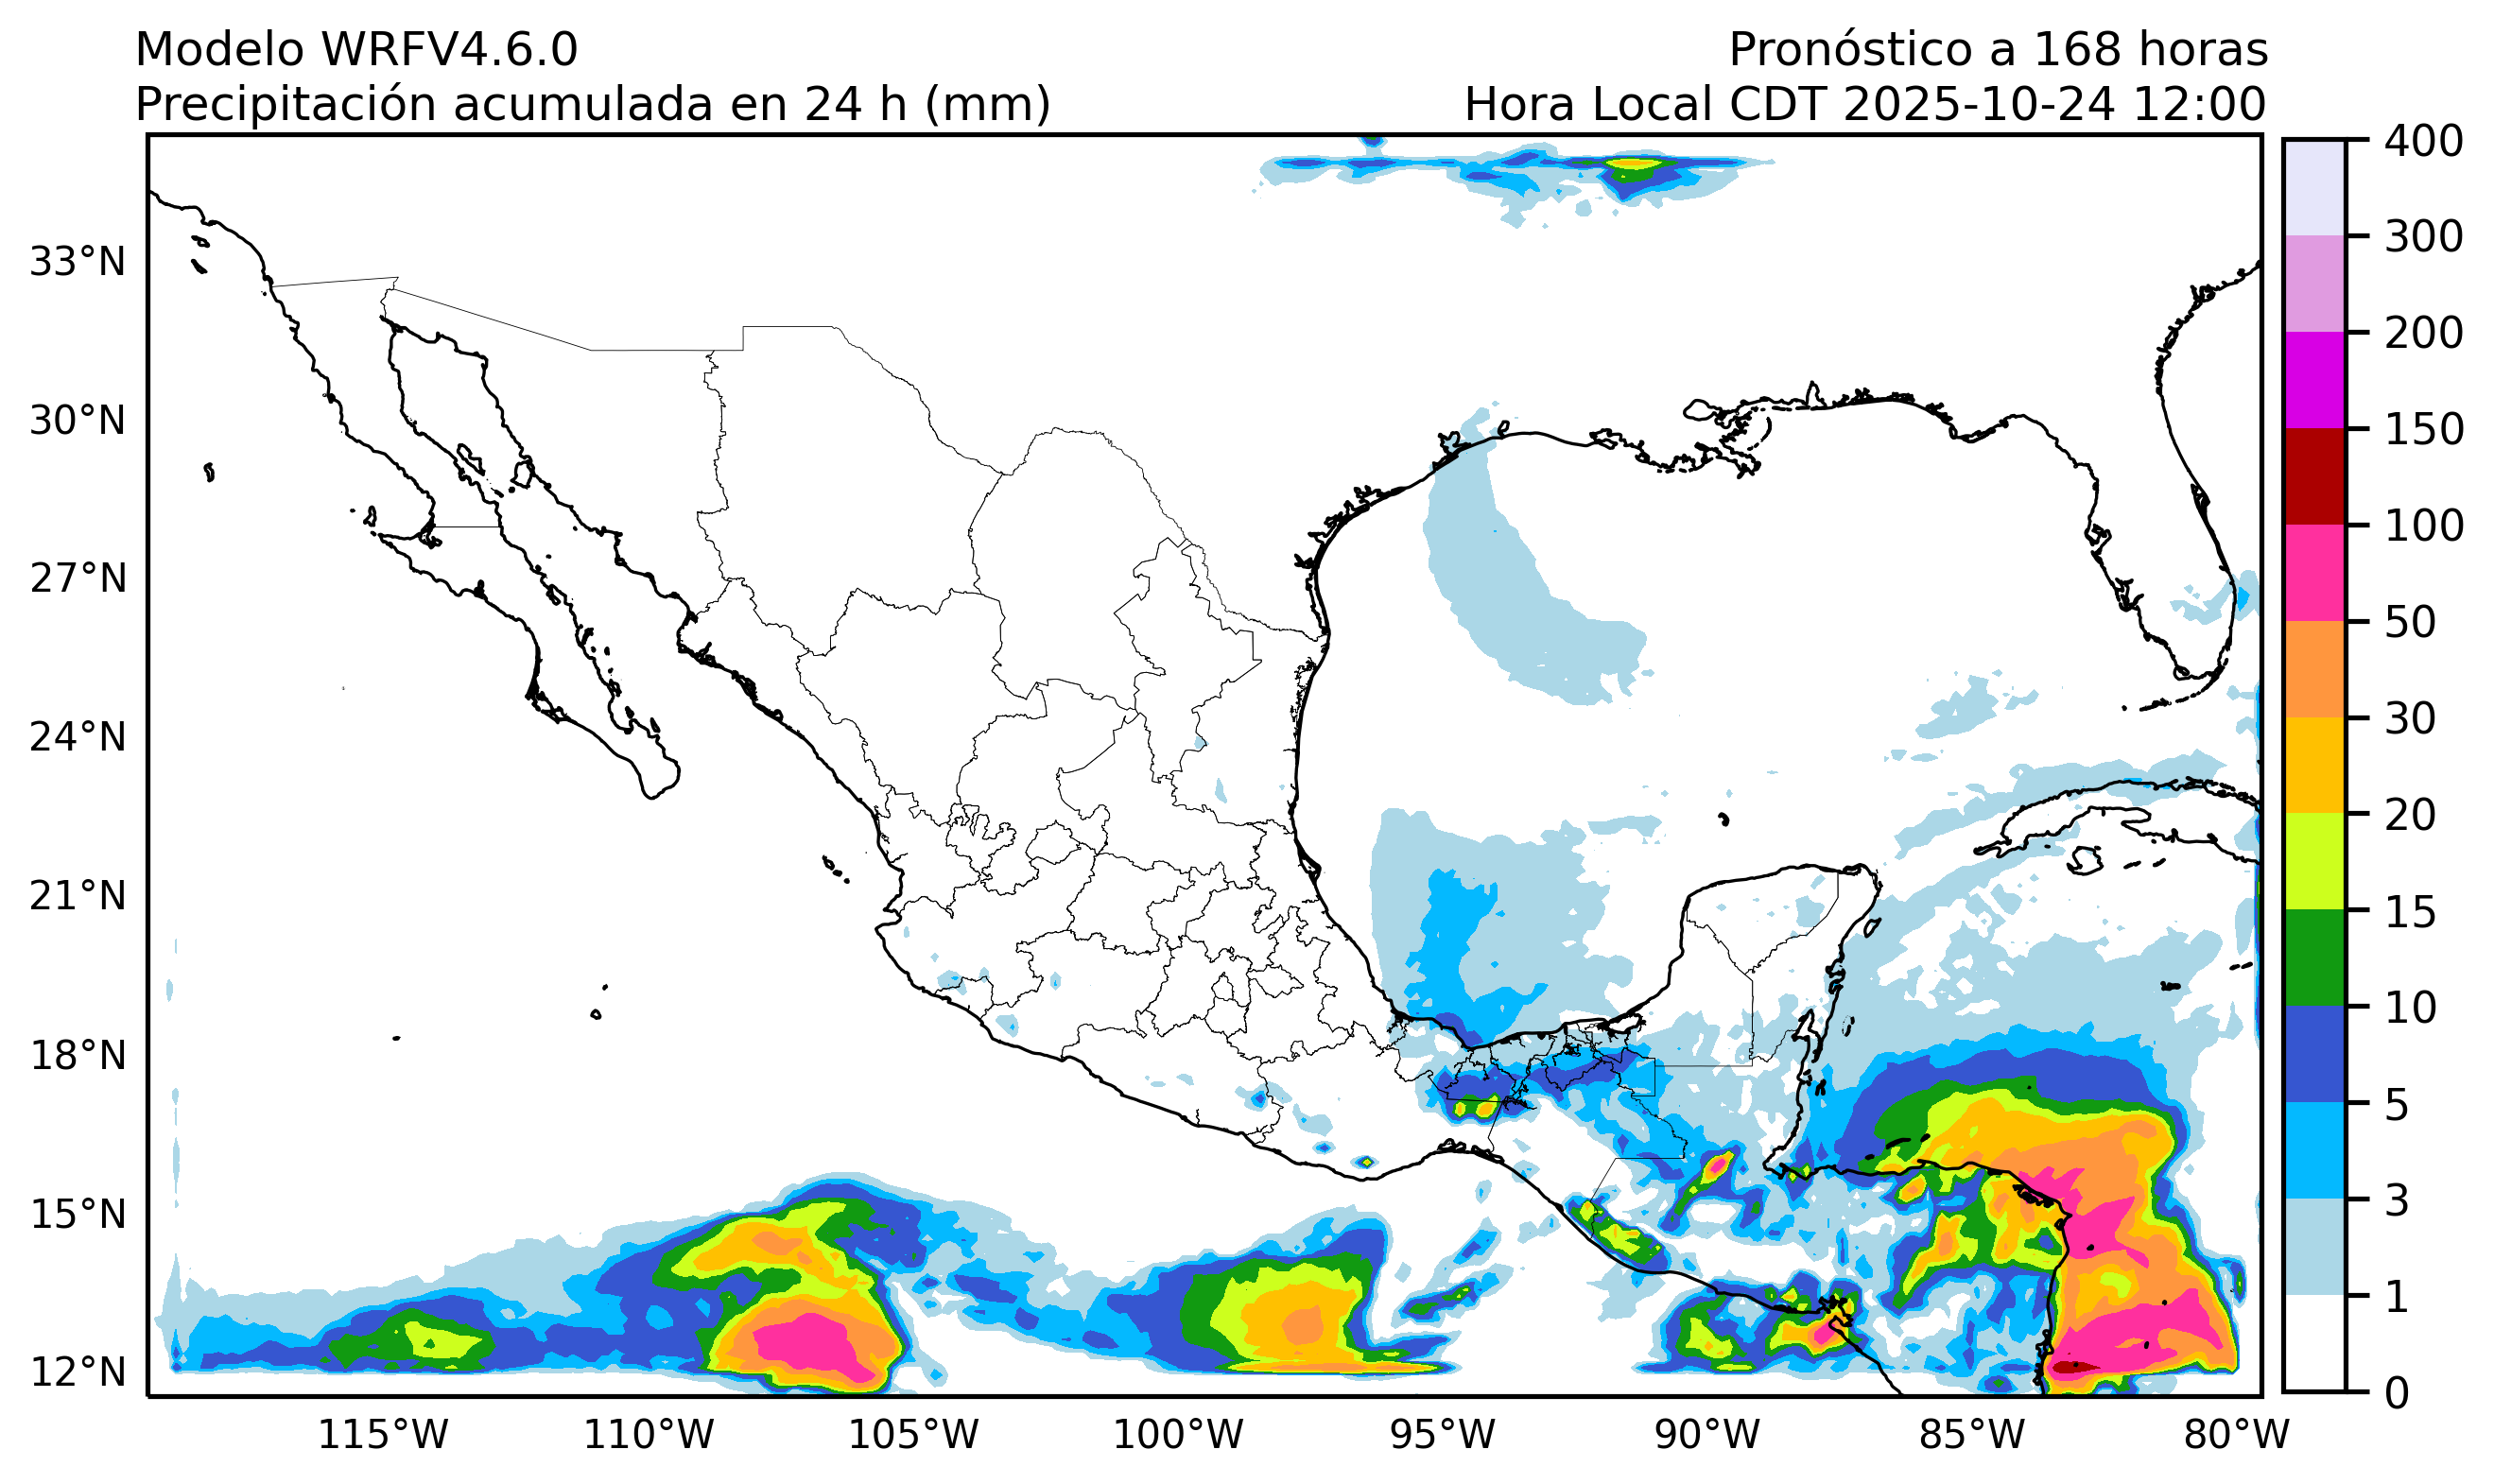 Modelo WRFV4.6.0
Pronóstico a 168 horas
Precipitación acumulada en 24 h (mm)
Hora Local CDT 2025-10-24 12:00
33°N
30°N
27°N
24°N
21°N
18°N
15°N
12°N
115°W
110°W
105°W
100°W
95°W
90°W
85°W
80°W
400
300
200
150
100
50
30
20
15
10
5
3
1
0